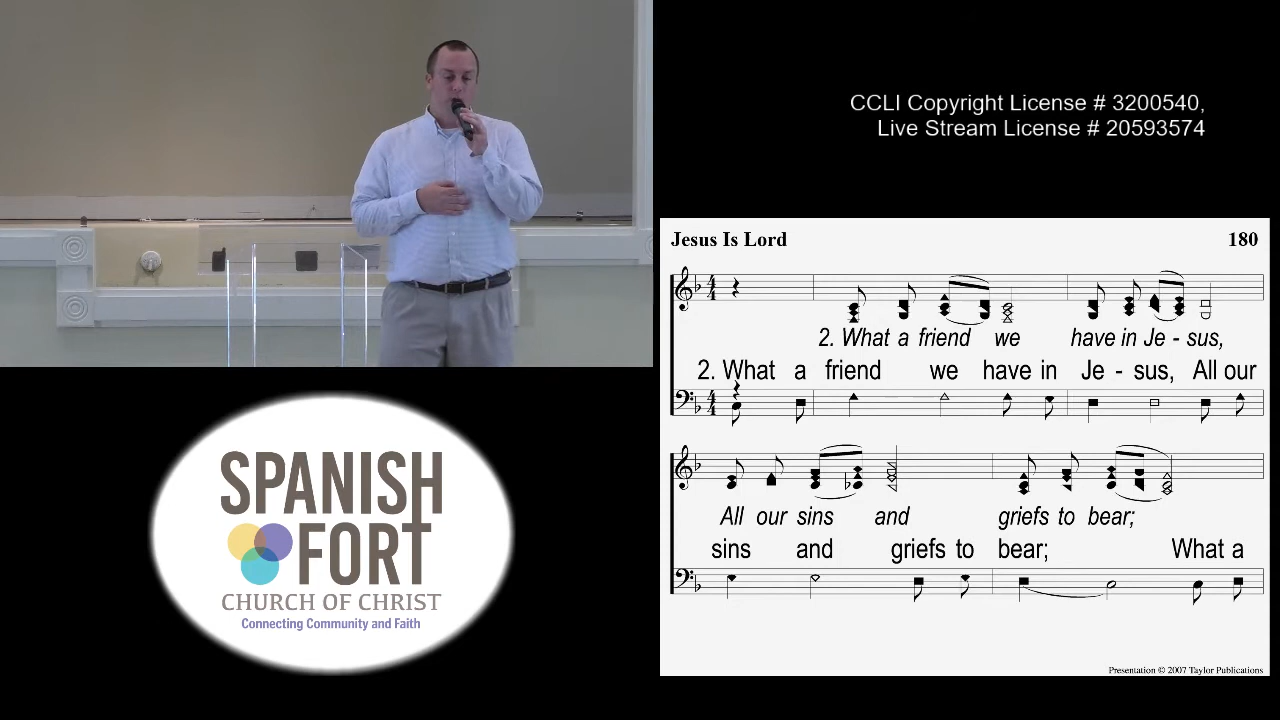 CCLI Copyright License # 3200540,
Live Stream License # 20593574
Jesus Is Lord 180
2. What a friend we have in Je - sus,
2. What a friend we have in Je - sus, All our
All our sins and griefs to bear;
sins and griefs to bear; What a
Presentation © 2007 Taylor Publications
SPANISH
FORT
CHURCH OF CHRIST
Connecting Community and Faith